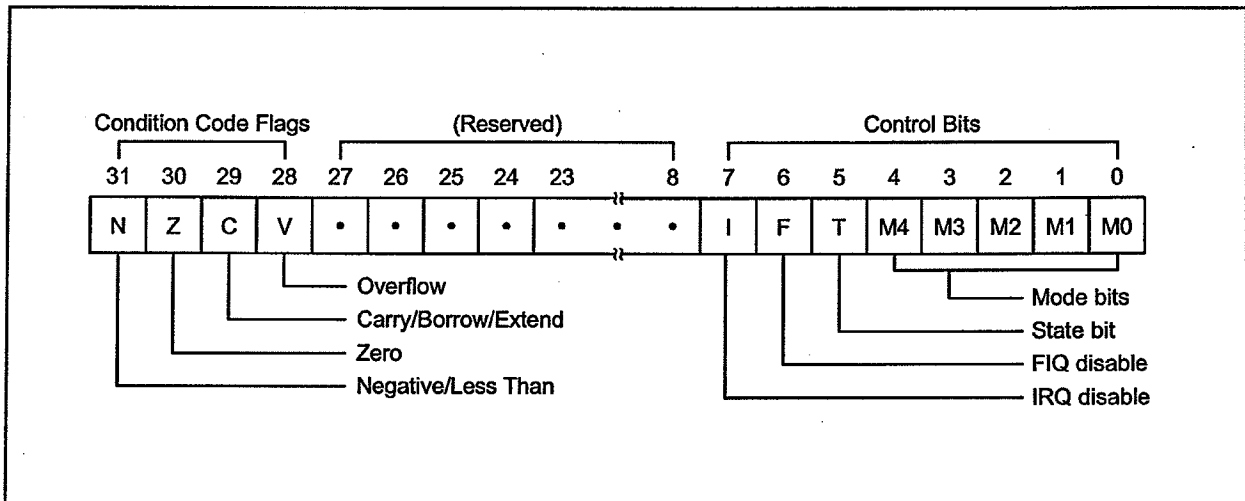 Condition Code Flags (Reserved) Control Bits
31 30 29 28 27 26 25 24 23 8 7 6 5 4 3 2 1 0
N Z C V • • • • • • • I F T M4 M3 M2 M1 M0
Overflow
Carry/Borrow/Extend
Zero
Negative/Less Than
Mode bits
State bit
FIQ disable
IRQ disable